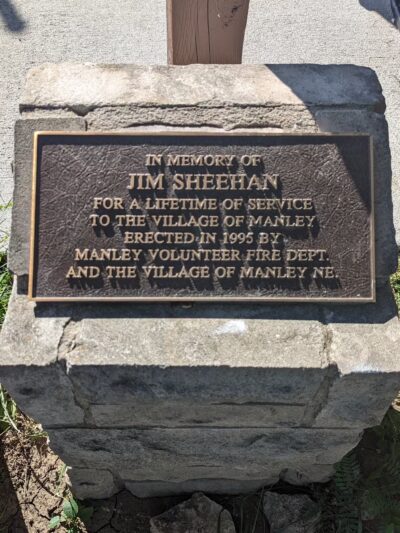 IN MEMORY OF
JIM SHEEHAN
FOR A LIFETIME OF SERVICE
TO THE VILLAGE OF MANLEY
ERECTED IN 1995 BY
MANLEY VOLUNTEER FIRE DEPT.
AND THE VILLAGE OF MANLEY NE.